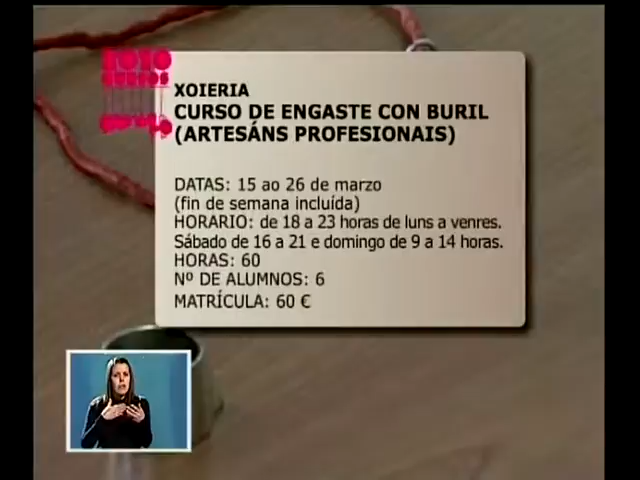 XOIERIA
CURSO DE ENGASTE CON BURIL
(ARTESÁNS PROFESIONAIS)
DATAS: 15 ao 26 de marzo
(fin de semana incluída)
HORARIO: de 18 a 23 horas de luns a venres.
Sábado de 16 a 21 e domingo de 9 a 14 horas.
HORAS: 60
Nº DE ALUMNOS: 6
MATRÍCULA: 60 €